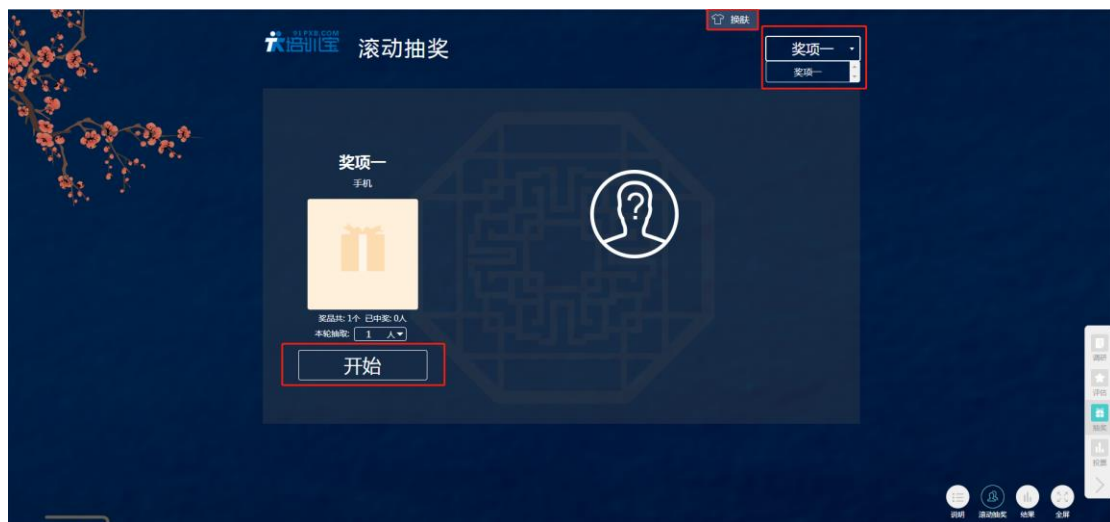 换肤
91PXB.COM
培训宝
滚动抽奖
奖项一
奖项一
奖项一
手机
奖品共: 1个 已中奖: 0人
本轮抽取: 1 人
开始
调研
评估
抽奖
投票
说明
滚动抽奖
结果
全屏